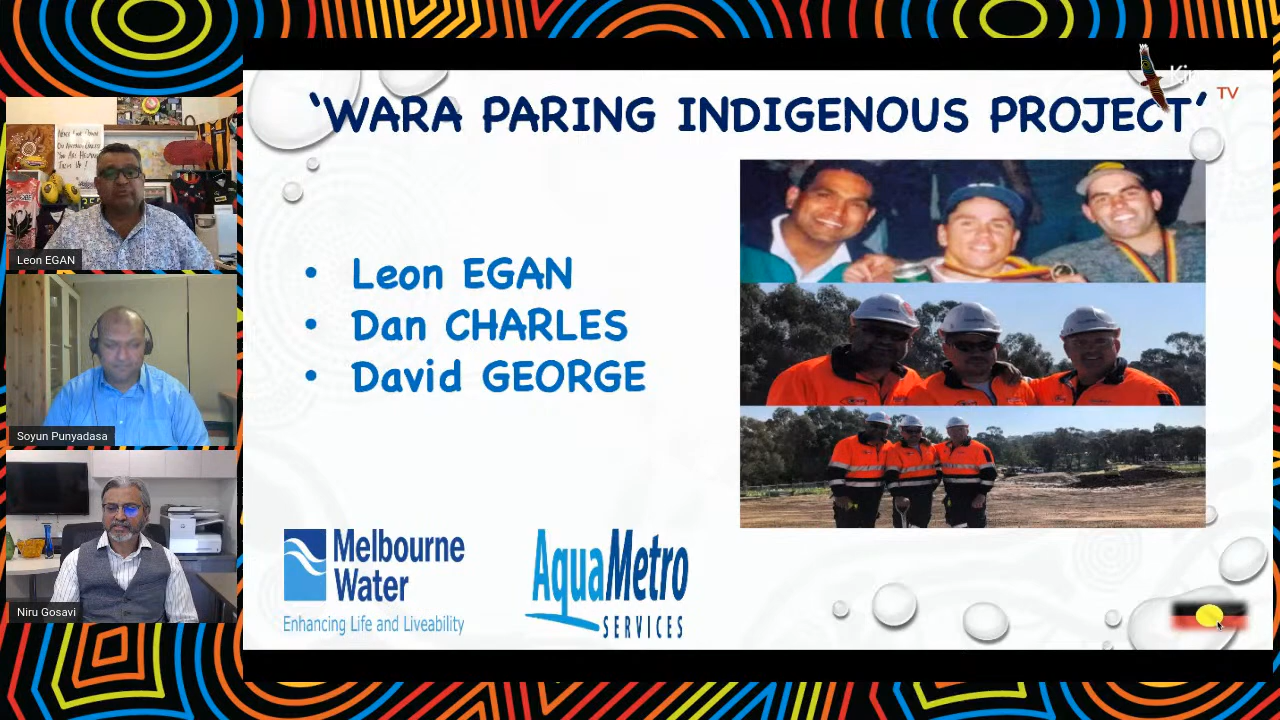 ‘WARA PARING INDIGENOUS PROJECT’
TV
• Leon EGAN
• Dan CHARLES
• David GEORGE
Melbourne
Water
Enhancing Life and Liveability
AquaMetro
SERVICES
Leon EGAN
Soyun Punyadasa
Niru Gosavi